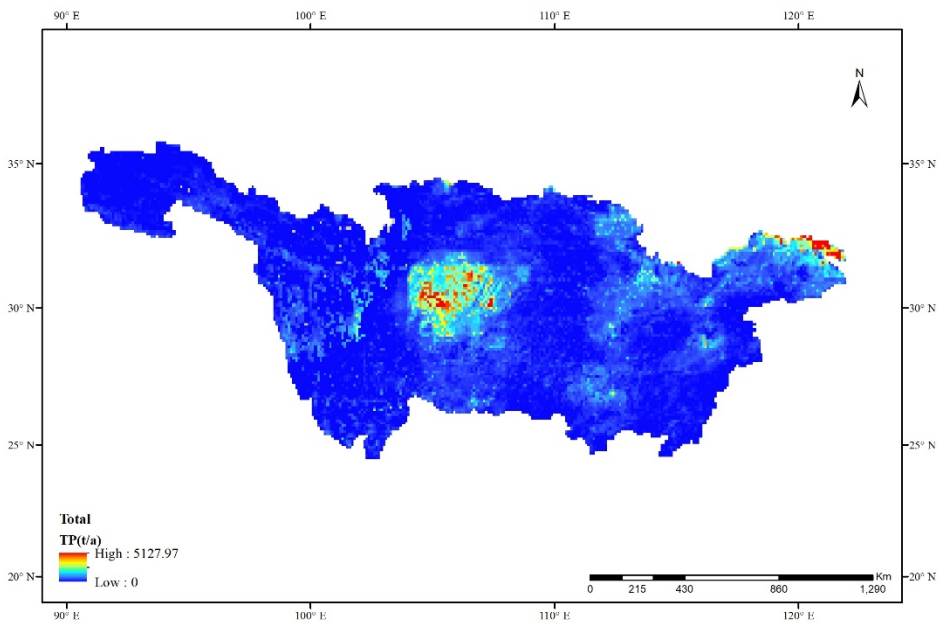 90° E 100° E 110° E 120° E
N
35° N 35° N
30° N 30° N
25° N 25° N
Total
TP(t/a)
High : 5127.97
Low : 0
20° N 20° N
Km
0 215 430 860 1,290
90° E 100° E 110° E 120° E